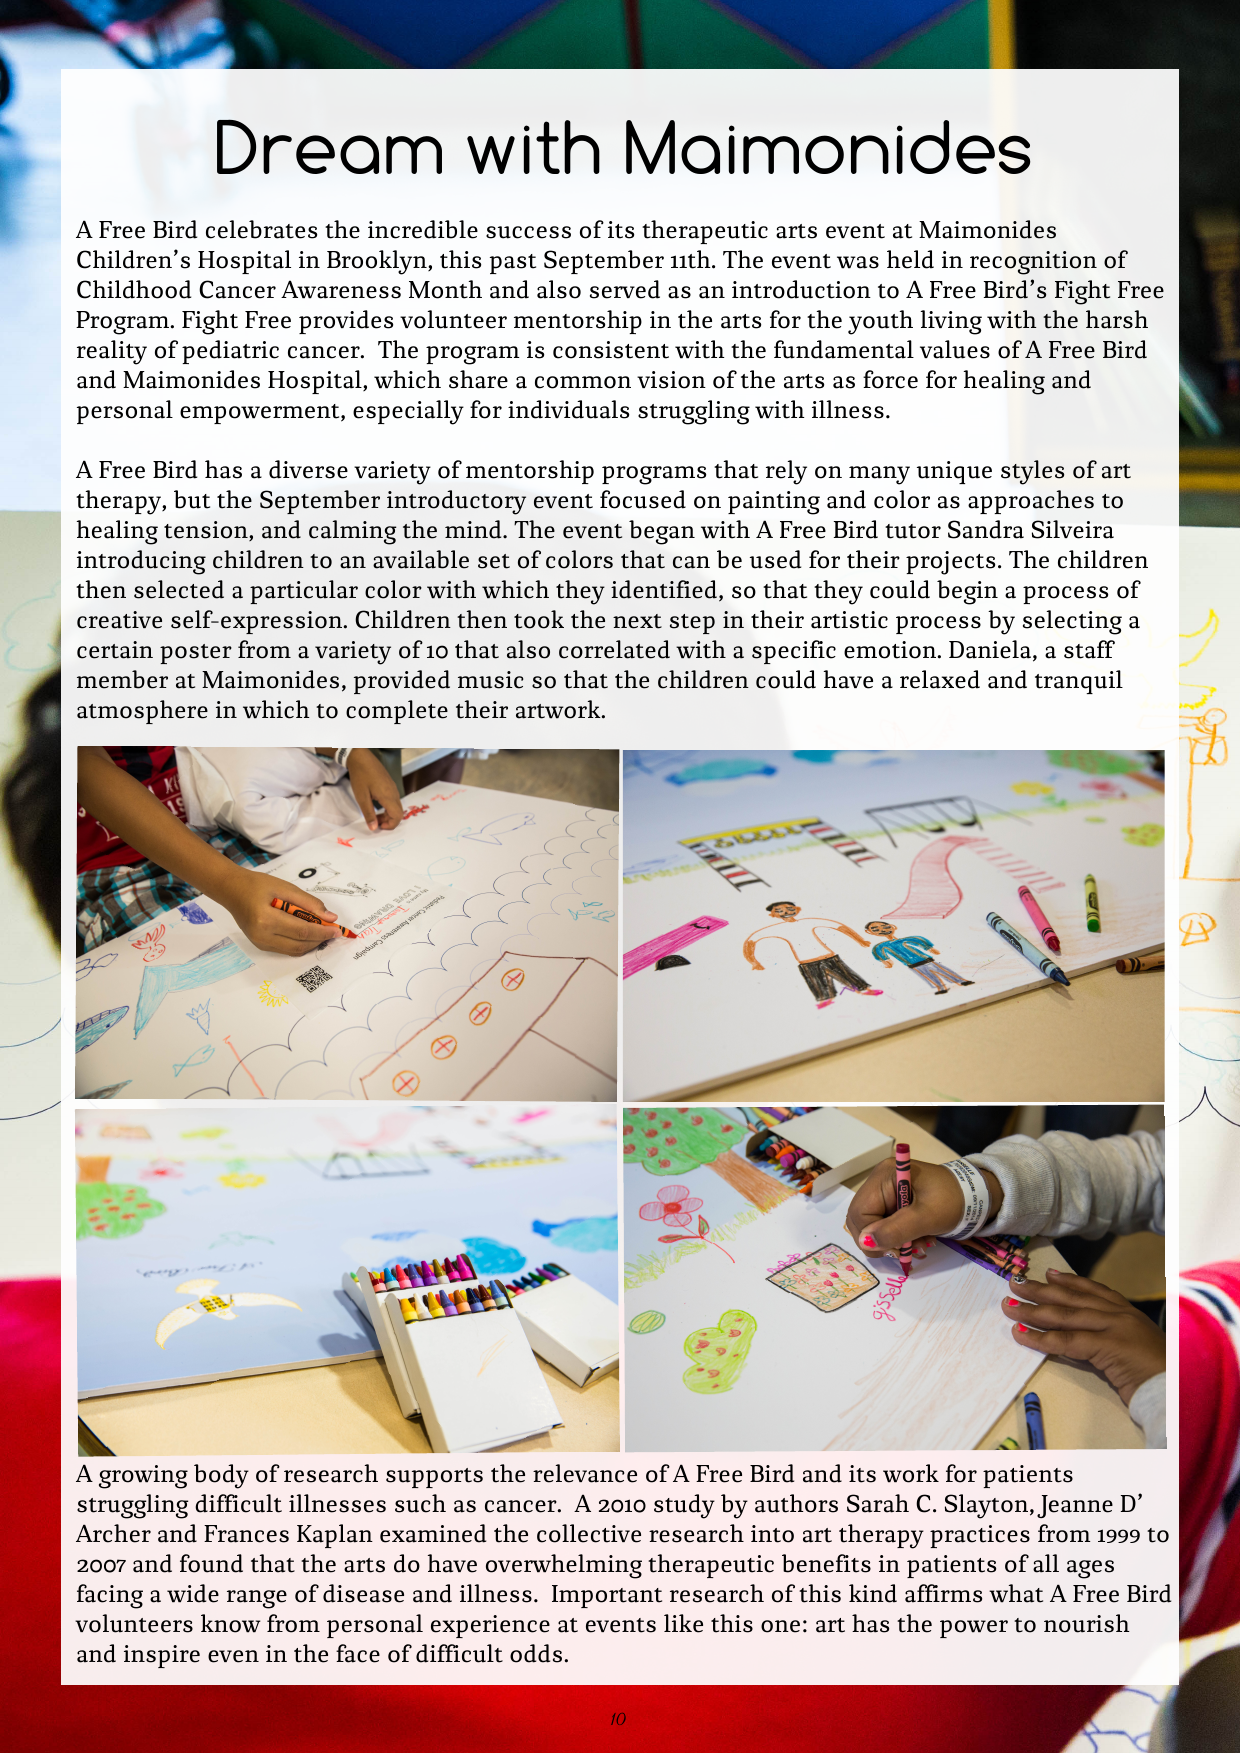 Dream with Maimonides
A Free Bird celebrates the incredible success of its therapeutic arts event at Maimonides
Children's Hospital in Brooklyn, this past September 11th. The event was held in recognition of
Childhood Cancer Awareness Month and also served as an introduction to A Free Bird's Fight Free
Program. Fight Free provides volunteer mentorship in the arts for the youth living with the harsh
reality of pediatric cancer.  The program is consistent with the fundamental values of A Free Bird
and Maimonides Hospital, which share a common vision of the arts as force for healing and
personal empowerment, especially for individuals struggling with illness.
A Free Bird has a diverse variety of mentorship programs that rely on many unique styles of art
therapy, but the September introductory event focused on painting and color as approaches to
healing tension, and calming the mind. The event began with A Free Bird tutor Sandra Silveira
introducing children to an available set of colors that can be used for their projects. The children
then selected a particular color with which they identified, so that they could begin a process of
creative self-expression. Children then took the next step in their artistic process by selecting a
certain poster from a variety of 10 that also correlated with a specific emotion. Daniela, a staff
member at Maimonides, provided music so that the children could have a relaxed and tranquil
atmosphere in which to complete their artwork.
I LOVE DRAWING
Pediatric Cancer Awareness Campaign
gisselle
A growing body of research supports the relevance of A Free Bird and its work for patients
struggling difficult illnesses such as cancer.  A 2010 study by authors Sarah C. Slayton, Jeanne D'
Archer and Frances Kaplan examined the collective research into art therapy practices from 1999 to
2007 and found that the arts do have overwhelming therapeutic benefits in patients of all ages
facing a wide range of disease and illness.  Important research of this kind affirms what A Free Bird
volunteers know from personal experience at events like this one: art has the power to nourish
and inspire even in the face of difficult odds.
10